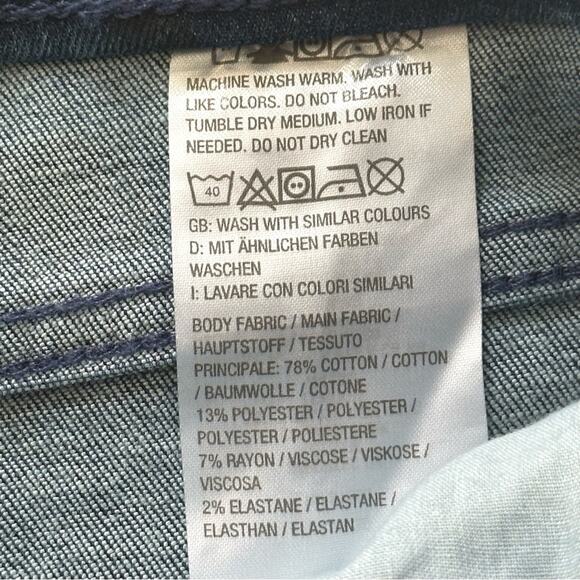 MACHINE WASH WARM. WASH WITH
LIKE COLORS. DO NOT BLEACH.
TUMBLE DRY MEDIUM. LOW IRON IF
NEEDED. DO NOT DRY CLEAN
40
GB: WASH WITH SIMILAR COLOURS
D: MIT ÄHNLICHEN FARBEN
WASCHEN
I: LAVARE CON COLORI SIMILARI
BODY FABRIC / MAIN FABRIC /
HAUPTSTOFF / TESSUTO
PRINCIPALE: 78% COTTON / COTTON
/ BAUMWOLLE / COTONE
13% POLYESTER / POLYESTER /
POLYESTER / POLIESTERE
7% RAYON / VISCOSE / VISKOSE /
VISCOSA
2% ELASTANE / ELASTANE /
ELASTHAN / ELASTAN